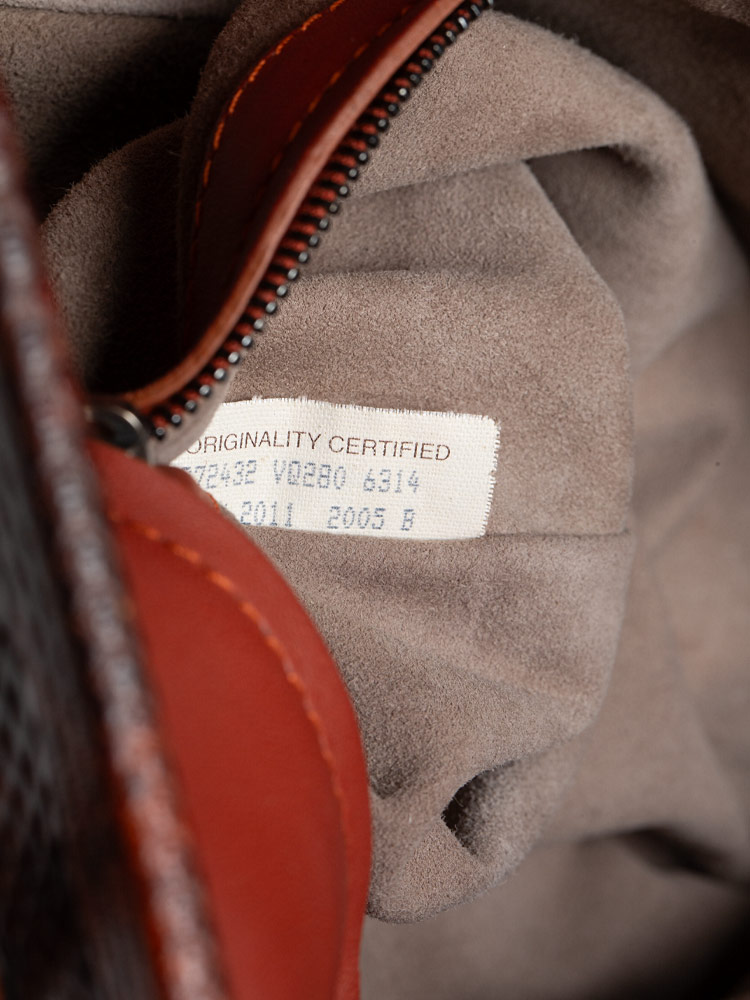 ORIGINALITY CERTIFIED
72432 VQ280 6314
2011 2005 B